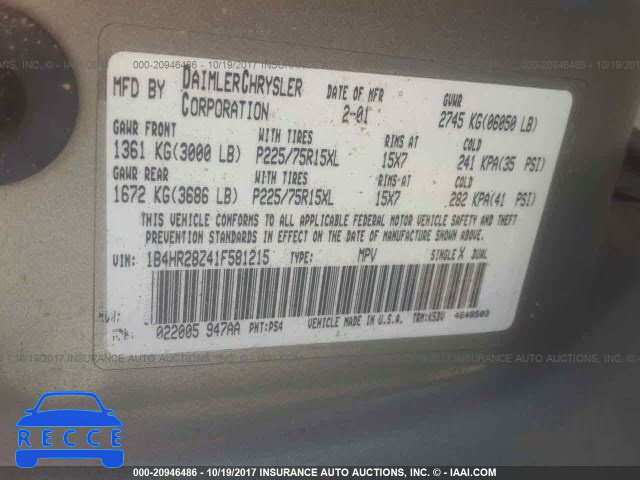 000-20946486 - 10/19/2017 INSURANCE AUTO AUCTIONS, INC. - © IAAI.COM
MFD BY DAIMLERCHRYSLER CORPORATION DATE OF MFR 2-01 GVWR 2745 KG(06050 LB)
GAWR FRONT WITH TIRES RIMS AT COLD
1361 KG(3000 LB) P225/75R15XL 15X7 241 KPA(35 PSI)
GAWR REAR WITH TIRES RIMS AT COLD
1672 KG(3686 LB) P225/75R15XL 15X7 282 KPA(41 PSI)
THIS VEHICLE CONFORMS TO ALL APPLICABLE FEDERAL MOTOR VEHICLE SAFETY AND THEFT
PREVENTION STANDARDS IN EFFECT ON THE DATE OF MANUFACTURE SHOWN ABOVE.
VIN: 1B4HR28Z41F581215 TYPE: MPV SINGLE X DUAL
022005 947AA PNT:PS4 VEHICLE MADE IN U.S.A. TRM:K5DV 4648503
RECCE
000-20946486 - 10/19/2017 INSURANCE AUTO AUCTIONS, INC. - © IAAI.COM